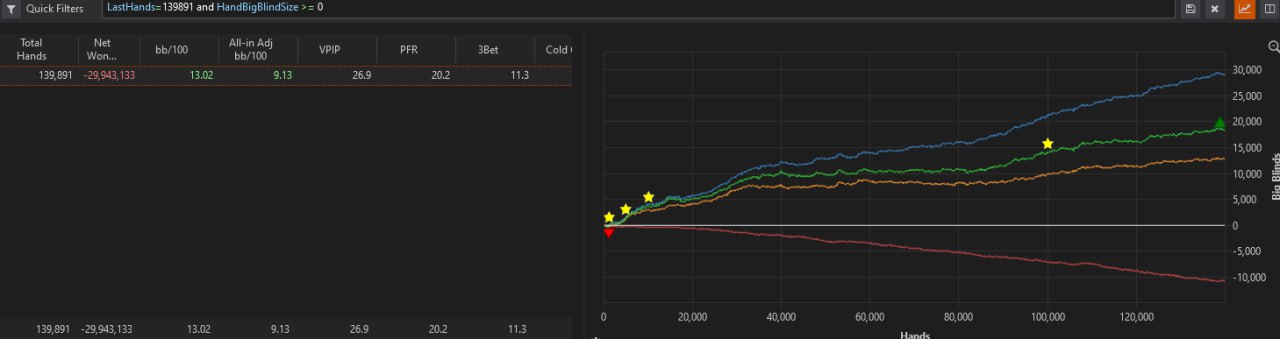 Quick Filters LastHands=139891 and HandBigBlindSize >= 0
Total Hands Net Won... bb/100 All-in Adj bb/100 VPIP PFR 3Bet Cold
139,891 -29,943,133 13.02 9.13 26.9 20.2 11.3
139,891 -29,943,133 13.02 9.13 26.9 20.2 11.3
30,000
25,000
20,000
15,000
10,000
5,000
0
-5,000
-10,000
Big Blinds
0 20,000 40,000 60,000 80,000 100,000 120,000
Hands